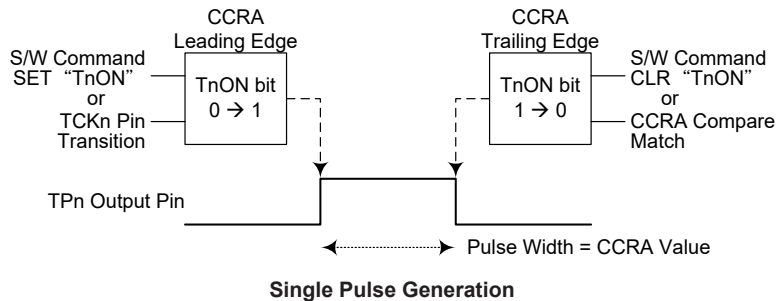 CCRA
Leading Edge
S/W Command
SET “TnON”
or
TCKn Pin
Transition
TnON bit
0 → 1
CCRA
Trailing Edge
TnON bit
1 → 0
S/W Command
CLR “TnON”
or
CCRA Compare
Match
TPn Output Pin
Pulse Width = CCRA Value
Single Pulse Generation